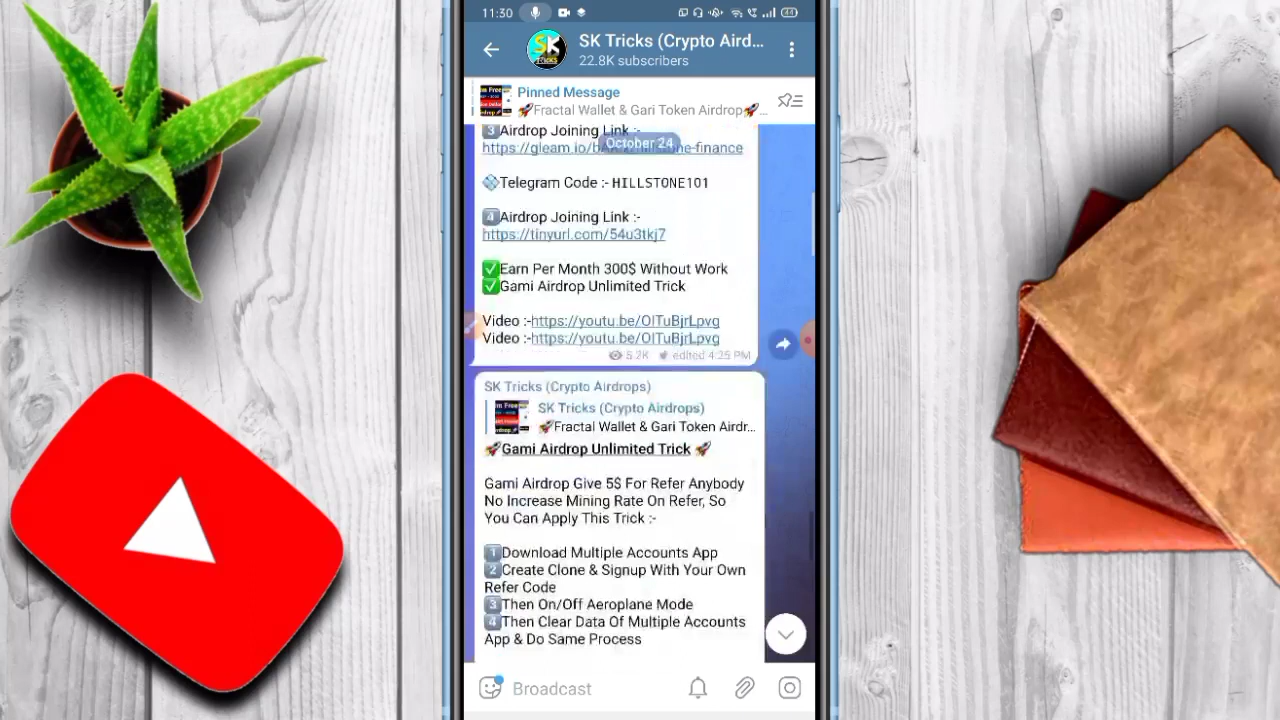 11:30
44
SK Tricks (Crypto Aird...
22.8K subscribers
Pinned Message
🚀Fractal Wallet & Gari Token Airdrop🚀...
3 Airdrop Joining Link :-
October 24
https://gleam.io/ stone-finance
Telegram Code :- HILLSTONE101
4 Airdrop Joining Link :-
https://tinyurl.com/54u3tkj7
✅Earn Per Month 300$ Without Work
✅Gami Airdrop Unlimited Trick
Video :-https://youtu.be/OlTuBjrLpvg
Video :-https://youtu.be/OlTuBjrLpvg
5.2K edited 4:25 PM
SK Tricks (Crypto Airdrops)
SK Tricks (Crypto Airdrops)
🚀Fractal Wallet & Gari Token Airdr...
🚀Gami Airdrop Unlimited Trick 🚀
Gami Airdrop Give 5$ For Refer Anybody
No Increase Mining Rate On Refer, So
You Can Apply This Trick :-
1 Download Multiple Accounts App
2 Create Clone & Signup With Your Own
Refer Code
3 Then On/Off Aeroplane Mode
4 Then Clear Data Of Multiple Accounts
App & Do Same Process
Broadcast